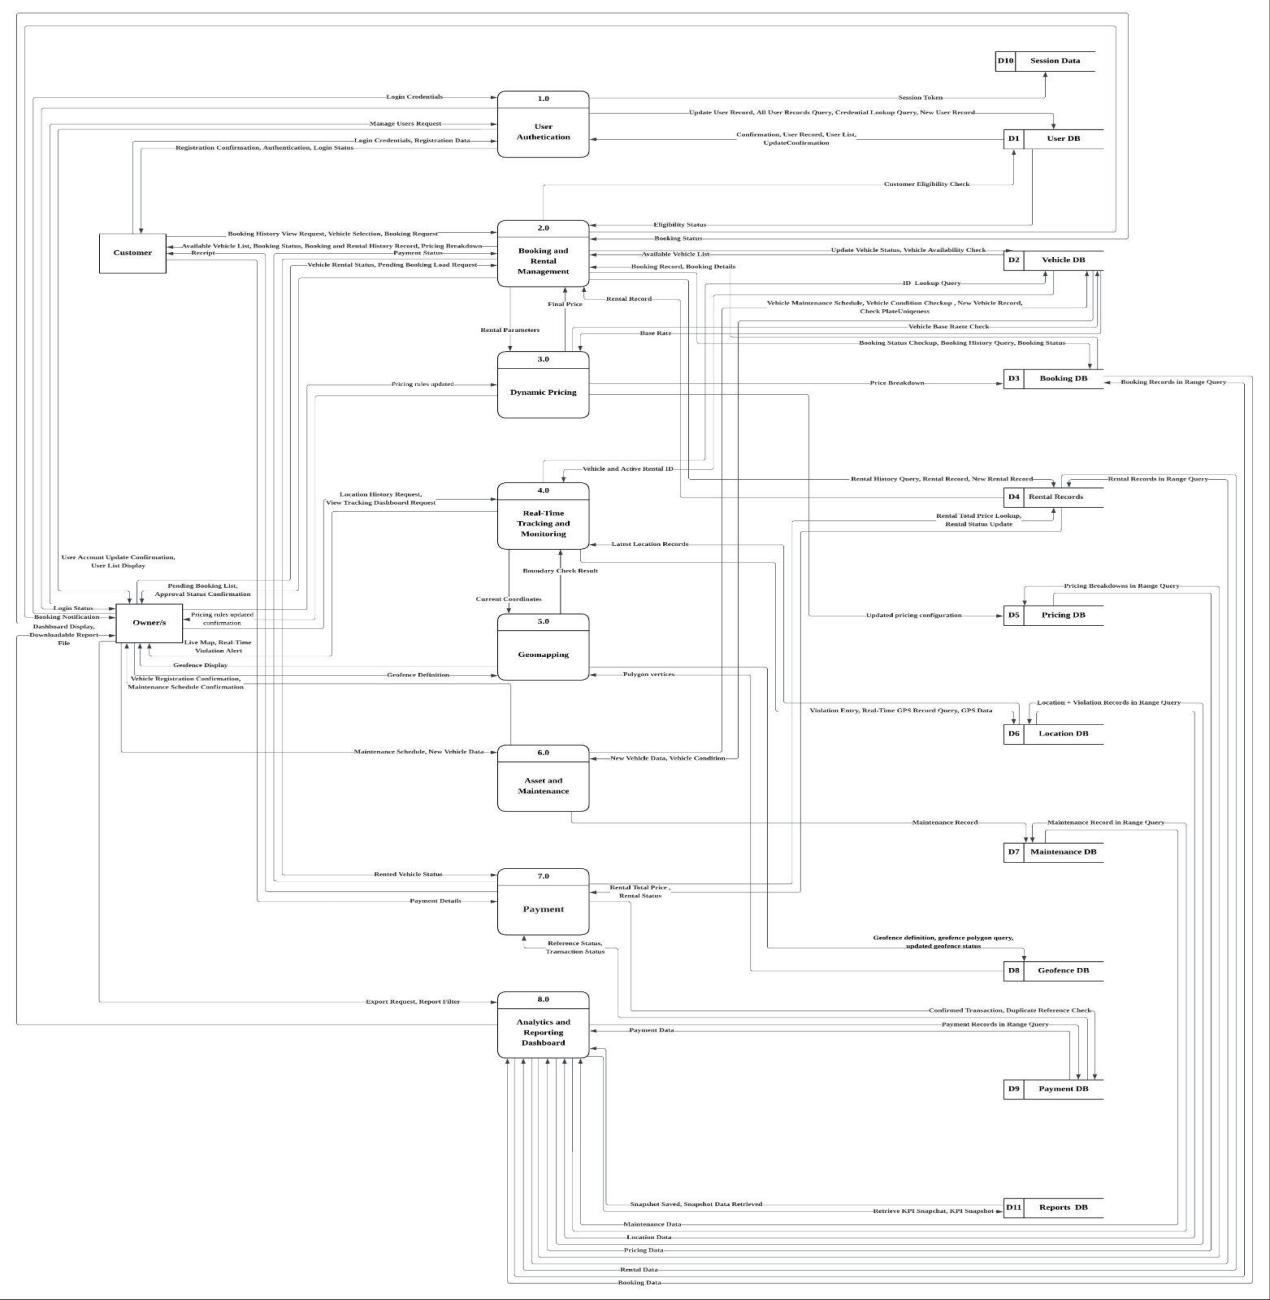 D10 Session Data
Login Credentials
1.0
Session Token
Update User Record, All User Records Query, Credential Lookup Query, New User Record
Manage Users Request
User
Authetication
Confirmation, User Record, User List,
UpdateConfirmation
D1 User DB
Login Credentials, Registration Data
Registration Confirmation, Authentication, Login Status
Customer Eligibility Check
Eligibility Status
2.0
Booking History View Request, Vehicle Selection, Booking Request
Booking Status
Customer
Available Vehicle List, Booking Status, Booking and Rental History Record, Pricing Breakdown
Receipt
Payment Status
Booking and
Rental
Management
Update Vehicle Status, Vehicle Availability Check
Available Vehicle List
D2 Vehicle DB
Vehicle Rental Status, Pending Booking Load Request
Booking Record, Booking Details
ID Lookup Query
Rental Record
Final Price
Vehicle Maintenance Schedule, Vehicle Condition Checkup , New Vehicle Record,
Check PlateUniqeness
Rental Parameters
Vehicle Base Raete Check
Base Rate
Booking Status Checkup, Booking History Query, Booking Status
3.0
Dynamic Pricing
Pricing rules updated
Price Breakdown
D3 Booking DB
Booking Records in Range Query
Vehicle and Active Rental ID
4.0
Rental History Query, Rental Record, New Rental Record
Rental Records in Range Query
Location History Request,
View Tracking Dashboard Request
D4 Rental Records
Real-Time
Tracking and
Monitoring
Rental Total Price Lookup,
Rental Status Update
Latest Location Records
User Account Update Confirmation,
User List Display
Boundary Check Result
Pending Booking List,
Approval Status Confirmation
Current Coordinates
Pricing Breakdowns in Range Query
Login Status
Booking Notification
Dashboard Display,
Downloadable Report
File
Owner/s
Pricing rules updated
confirmation
5.0
Geomapping
Updated pricing configuration
D5 Pricing DB
Live Map, Real-Time
Violation Alert
Geofence Display
Geofence Definition
Polygon vertices
Vehicle Registration Confirmation,
Maintenance Schedule Confirmation
Location + Violation Records in Range Query
Violation Entry, Real-Time GPS Record Query, GPS Data
D6 Location DB
6.0
Maintenance Schedule, New Vehicle Data
New Vehicle Data, Vehicle Condition
Asset and
Maintenance
Maintenance Record
Maintenance Record in Range Query
D7 Maintenance DB
Rented Vehicle Status
7.0
Rental Total Price ,
Rental Status
Payment Details
Payment
Reference Status,
Transaction Status
Geofence definition, geofence polygon query,
updated geofence status
D8 Geofence DB
8.0
Export Request, Report Filter
Confirmed Transaction, Duplicate Reference Check
Analytics and
Reporting
Dashboard
Payment Records in Range Query
Payment Data
D9 Payment DB
Snapshot Saved, Snapshot Data Retrieved
Retrieve KPI Snapchat, KPI Snapshot
D11 Reports DB
Maintenance Data
Location Data
Pricing Data
Rental Data
Booking Data